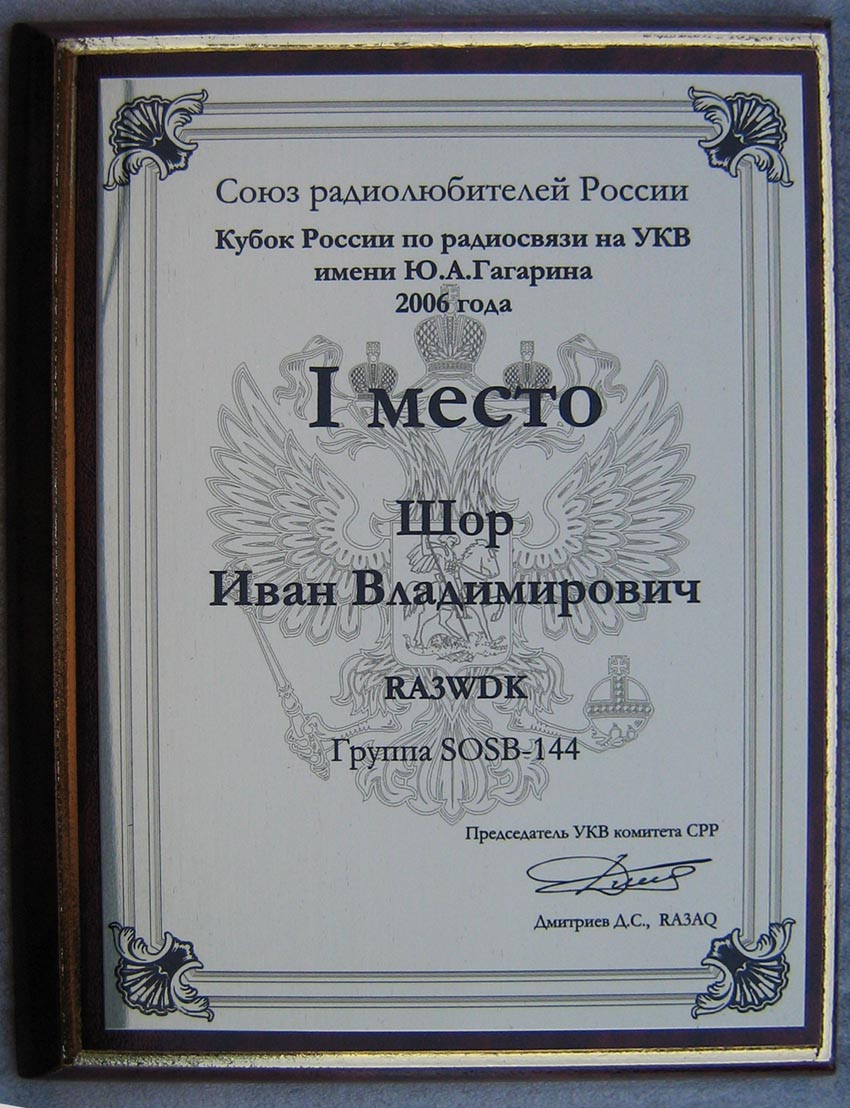 Союз радиолюбителей России
Кубок России по радиосвязи на УКВ
имени Ю.А.Гагарина
2006 года
I место
Шор
Иван Владимирович
RA3WDK
Группа SOSB-144
Председатель УКВ комитета СРР
Дмитриев Д.С., RA3AQ